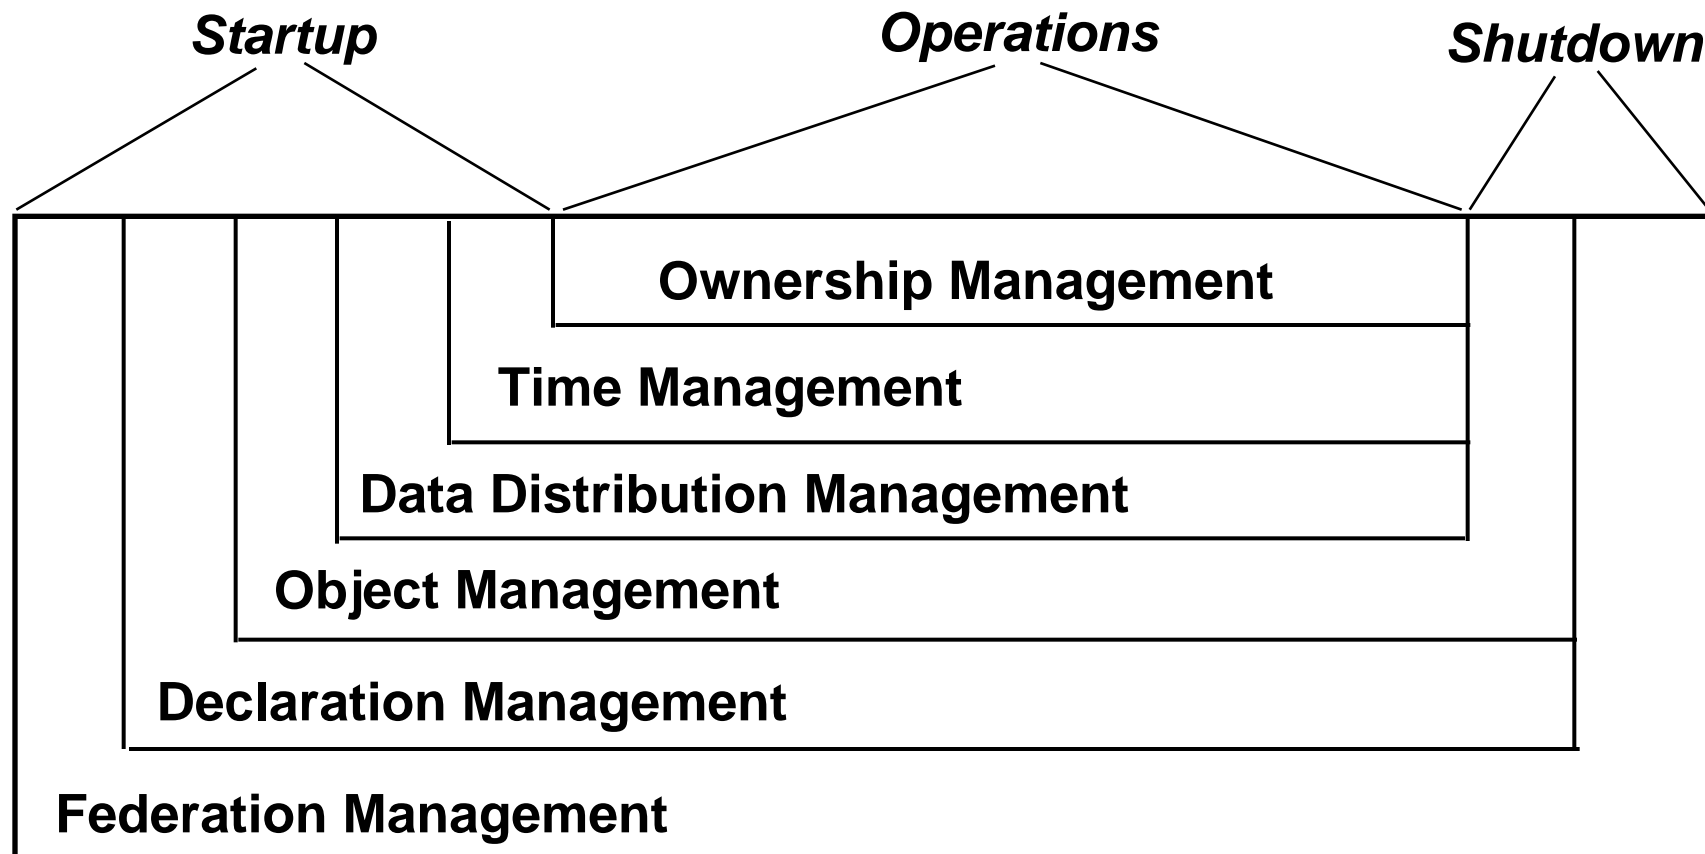 Startup
Operations
Shutdown
Ownership Management
Time Management
Data Distribution Management
Object Management
Declaration Management
Federation Management